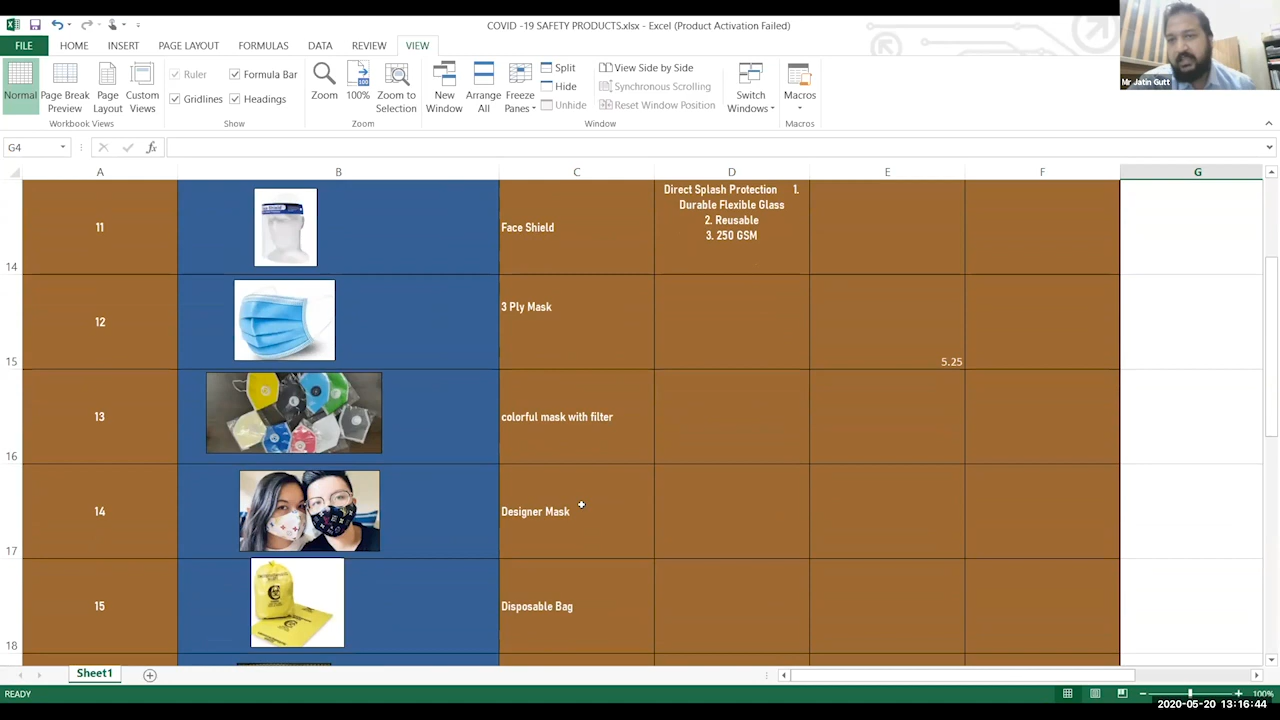 COVID -19 SAFETY PRODUCTS.xlsx - Excel (Product Activation Failed)
FILE HOME INSERT PAGE LAYOUT FORMULAS DATA REVIEW VIEW
Mr Jatin Gutt
Normal
Page Break Preview
Page Layout
Custom Views
Workbook Views
Ruler
Formula Bar
Gridlines
Headings
Show
Zoom
100%
Zoom to Selection
Zoom
New Window
Arrange All
Freeze Panes
Split
Hide
Unhide
View Side by Side
Synchronous Scrolling
Reset Window Position
Window
Switch Windows
Macros
Macros
G4
fx
A B C D E F G
11
Face Shield
Direct Splash Protection 1.
Durable Flexible Glass
2. Reusable
3. 250 GSM
14
12
3 Ply Mask
5.25
15
13
colorful mask with filter
16
14
Designer Mask
17
15
Disposable Bag
18
Sheet1
READY
100%
2020-05-20 13:16:44